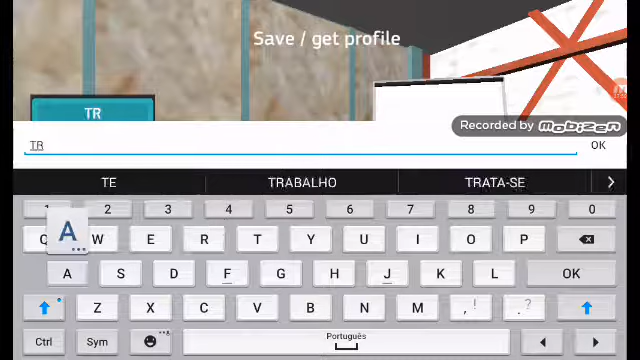 Save / get profile
TR
Recorded by mobizen
TR OK
TE TRABALHO TRATA-SE
1 2 3 4 5 6 7 8 9 0
Q A W E R T Y U I O P
A S D F G H J K L OK
Z X C V B N M , ! . ?
Ctrl Sym Português